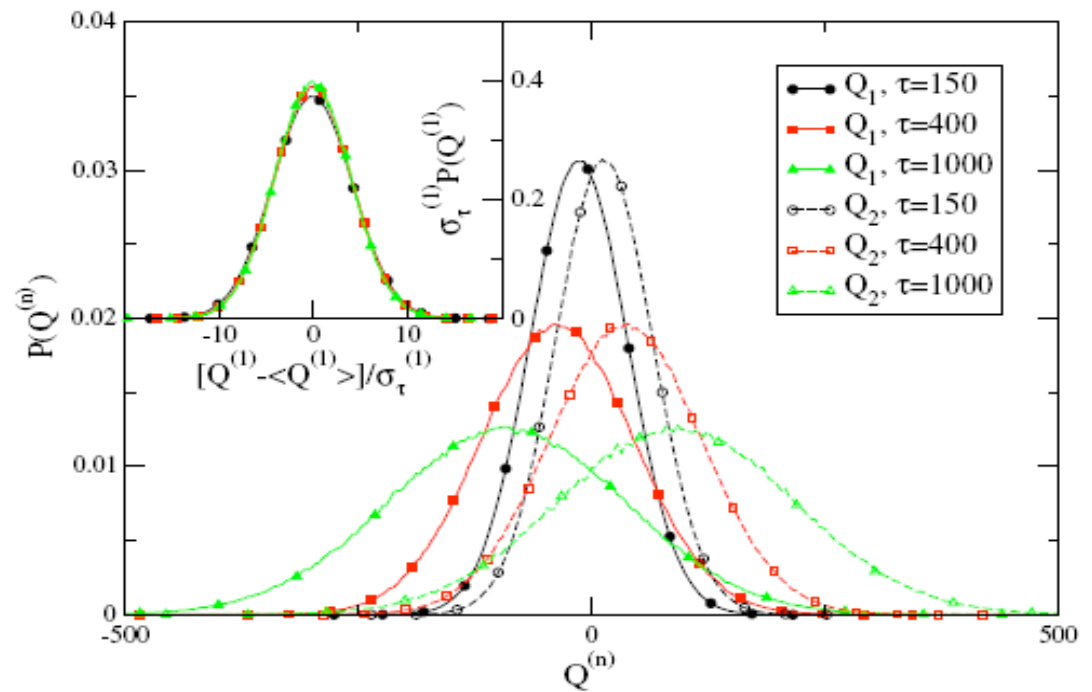 0.04
0.03
0.02
0.01
0
P(Q^(n))
-500
0
500
Q^(n)
Q_1, τ=150
Q_1, τ=400
Q_1, τ=1000
Q_2, τ=150
Q_2, τ=400
Q_2, τ=1000
0.4
0.2
0
σ_τ^(1) P(Q^(1))
-10
0
10
[Q^(1)-<Q^(1)>]/σ_τ^(1)